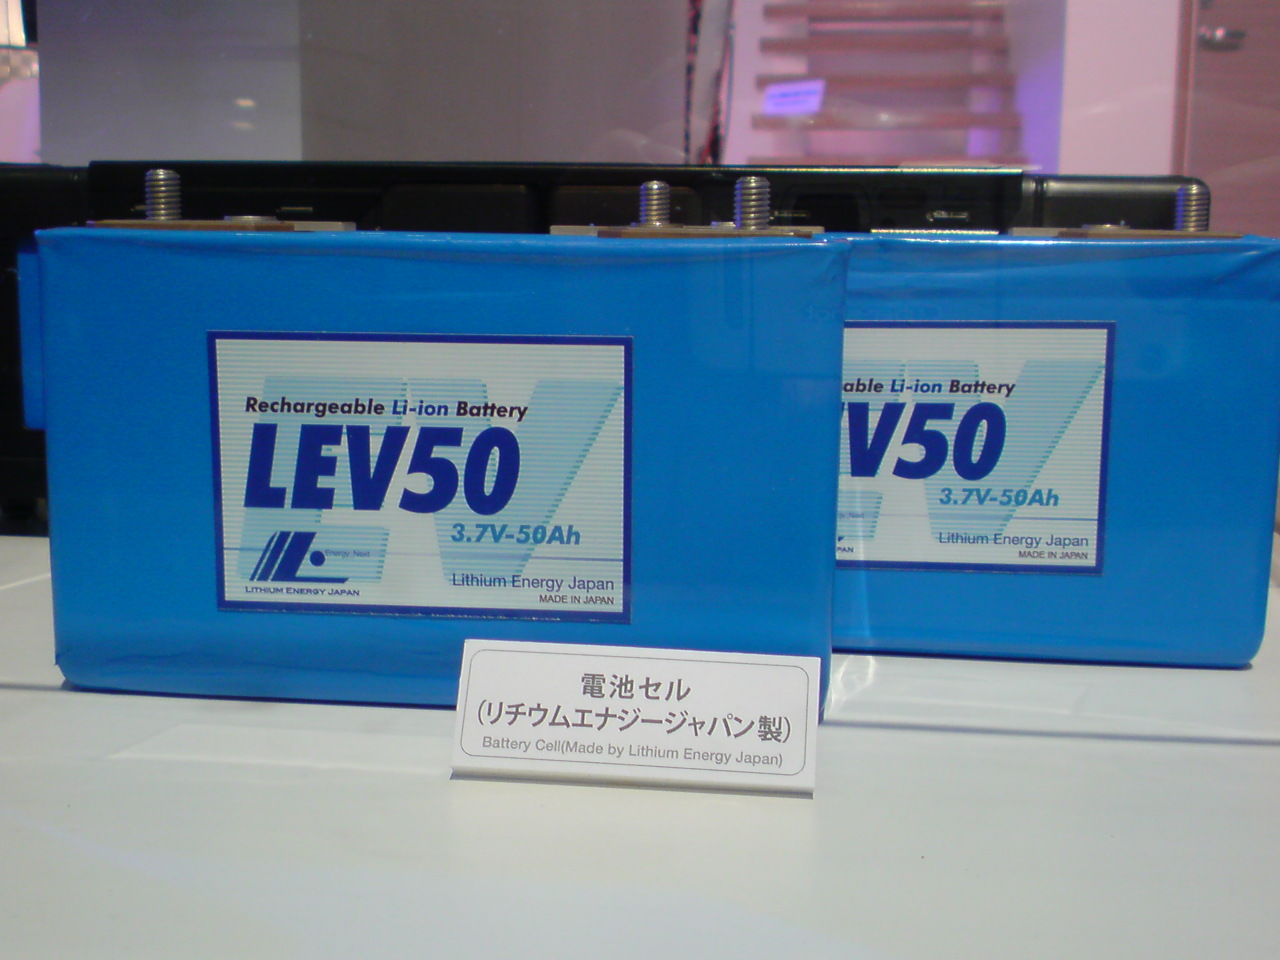 Rechargeable Li-ion Battery
LEV50
3.7V-50Ah
Energy, Next
LITHIUM ENERGY JAPAN
Lithium Energy Japan
MADE IN JAPAN
able Li-ion Battery
V50
3.7V-50Ah
Lithium Energy Japan
MADE IN JAPAN
電池セル
(リチウムエナジージャパン製)
Battery Cell(Made by Lithium Energy Japan)